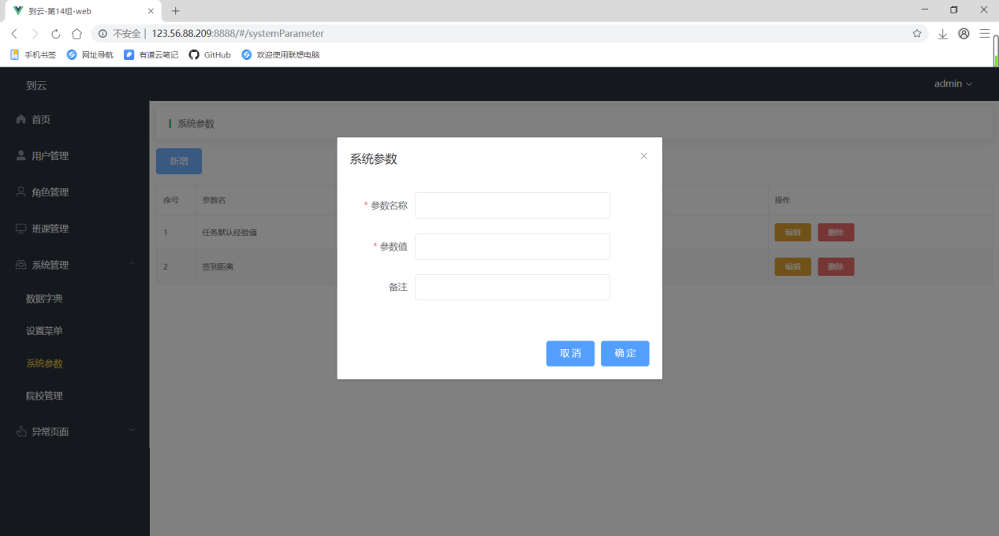 到云-第14组-web
不安全 | 123.56.88.209:8888/#/systemParameter
手机书签 网址导航 有道云笔记 GitHub 欢迎使用联想电脑
到云 admin
首页
用户管理
角色管理
班课管理
系统管理
数据字典
设置菜单
系统参数
院校管理
异常页面
系统参数
新增
序号 参数名 操作
1 任务默认经验值 编辑 删除
2 签到距离 编辑 删除
系统参数
* 参数名称
* 参数值
备注
取消 确定